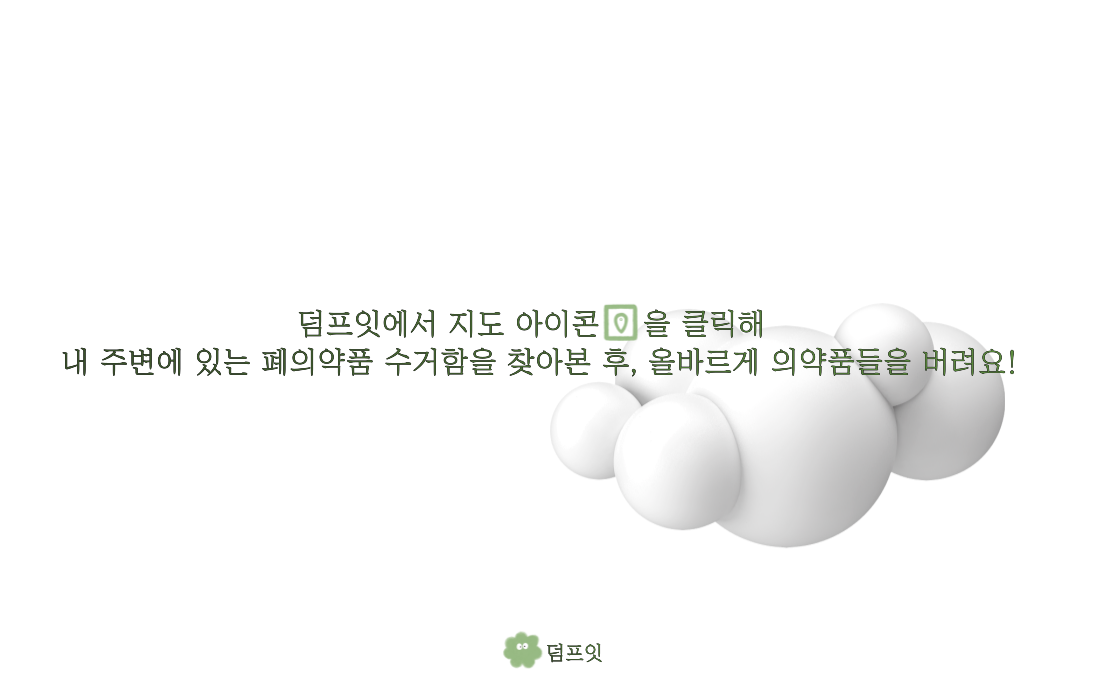 덤프잇에서 지도 아이콘을 클릭해
내 주변에 있는 폐의약품 수거함을 찾아본 후, 올바르게 의약품들을 버려요!
덤프잇